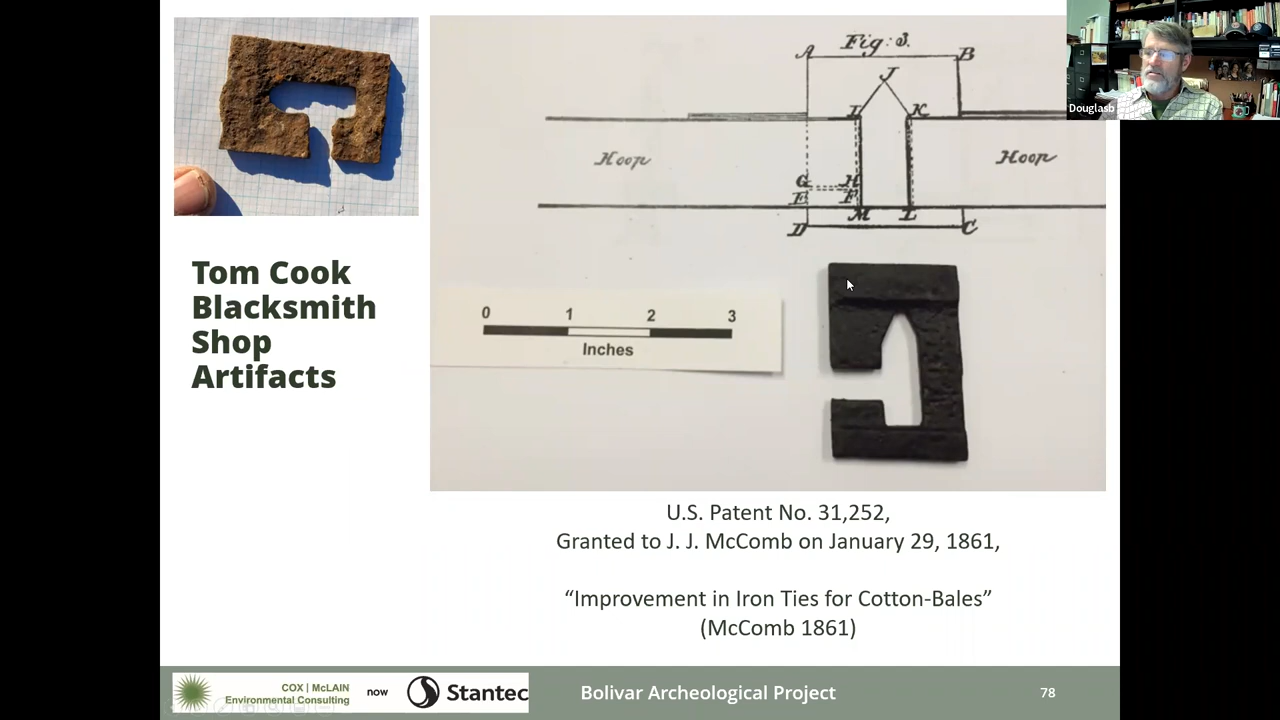 Tom Cook
Blacksmith
Shop
Artifacts
Fig: 3.
A
B
J
I
K
Hoop
Hoop
G
H
E
F
M
L
D
C
0 1 2 3
Inches
Douglasb
U.S. Patent No. 31,252,
Granted to J. J. McComb on January 29, 1861,
“Improvement in Iron Ties for Cotton-Bales”
(McComb 1861)
COX | McLAIN
Environmental Consulting
now
Stantec
Bolivar Archeological Project
78